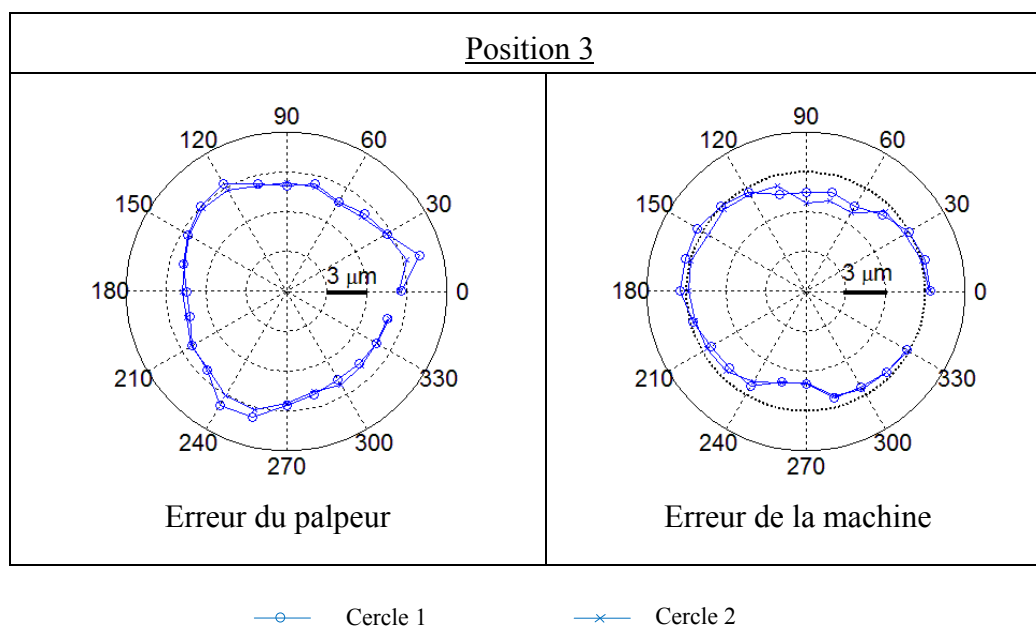 Position 3
90
120 60
150 30
3 μm
180 0
210 330
240 300
270
Erreur du palpeur
90
120 60
150 30
3 μm
180 0
210 330
240 300
270
Erreur de la machine
Cercle 1 Cercle 2